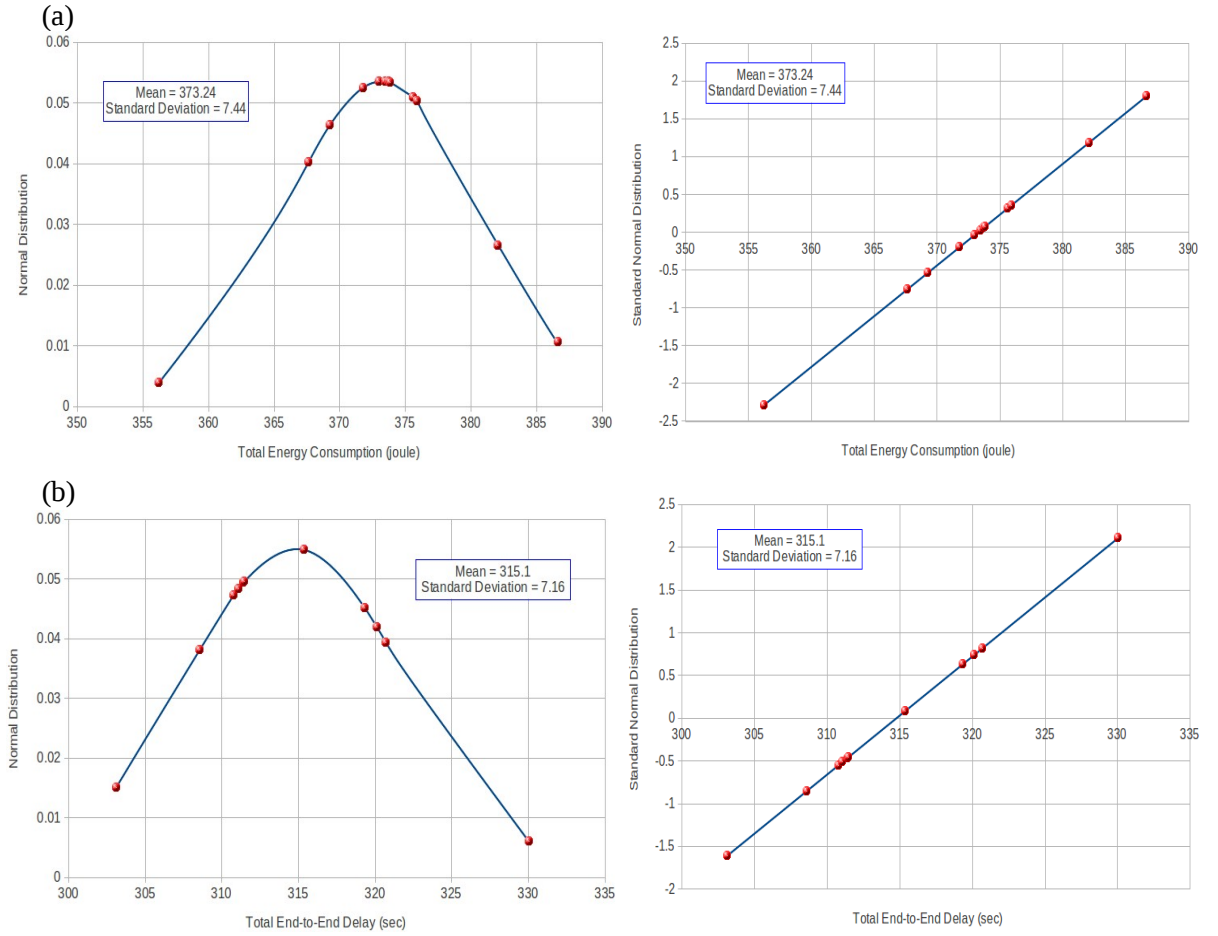 (a)
0.06
0.05
0.04
0.03
0.02
0.01
0
350 355 360 365 370 375 380 385 390
Normal Distribution
Total Energy Consumption (joule)
Mean = 373.24
Standard Deviation = 7.44
2.5
2
1.5
1
0.5
0
-0.5
-1
-1.5
-2
-2.5
350 355 360 365 370 375 380 385 390
Standard Normal Distribution
Total Energy Consumption (joule)
Mean = 373.24
Standard Deviation = 7.44
(b)
0.06
0.05
0.04
0.03
0.02
0.01
0
300 305 310 315 320 325 330 335
Normal Distribution
Total End-to-End Delay (sec)
Mean = 315.1
Standard Deviation = 7.16
2.5
2
1.5
1
0.5
0
-0.5
-1
-1.5
-2
300 305 310 315 320 325 330 335
Standard Normal Distribution
Total End-to-End Delay (sec)
Mean = 315.1
Standard Deviation = 7.16